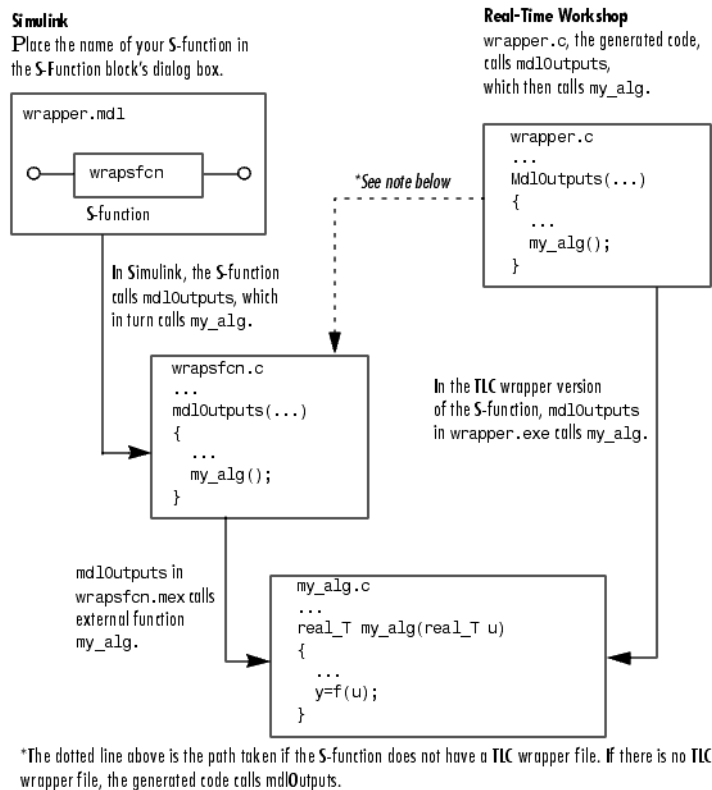 Simulink
Place the name of your S-function in
the S-Function block's dialog box.
Real-Time Workshop
wrapper.c, the generated code,
calls mdlOutputs,
which then calls my_alg.
wrapper.mdl
wrapsfcn
S-function
wrapper.c
...
MdlOutputs(...)
{
...
my_alg();
}
*See note below
In Simulink, the S-function
calls mdlOutputs, which
in turn calls my_alg.
wrapsfcn.c
...
mdlOutputs(...)
{
...
my_alg();
}
In the TLC wrapper version
of the S-function, mdlOutputs
in wrapper.exe calls my_alg.
mdlOutputs in
wrapsfcn.mex calls
external function
my_alg.
my_alg.c
...
real_T my_alg(real_T u)
{
...
y=f(u);
}
*The dotted line above is the path taken if the S-function does not have a TLC wrapper file. If there is no TLC
wrapper file, the generated code calls mdlOutputs.